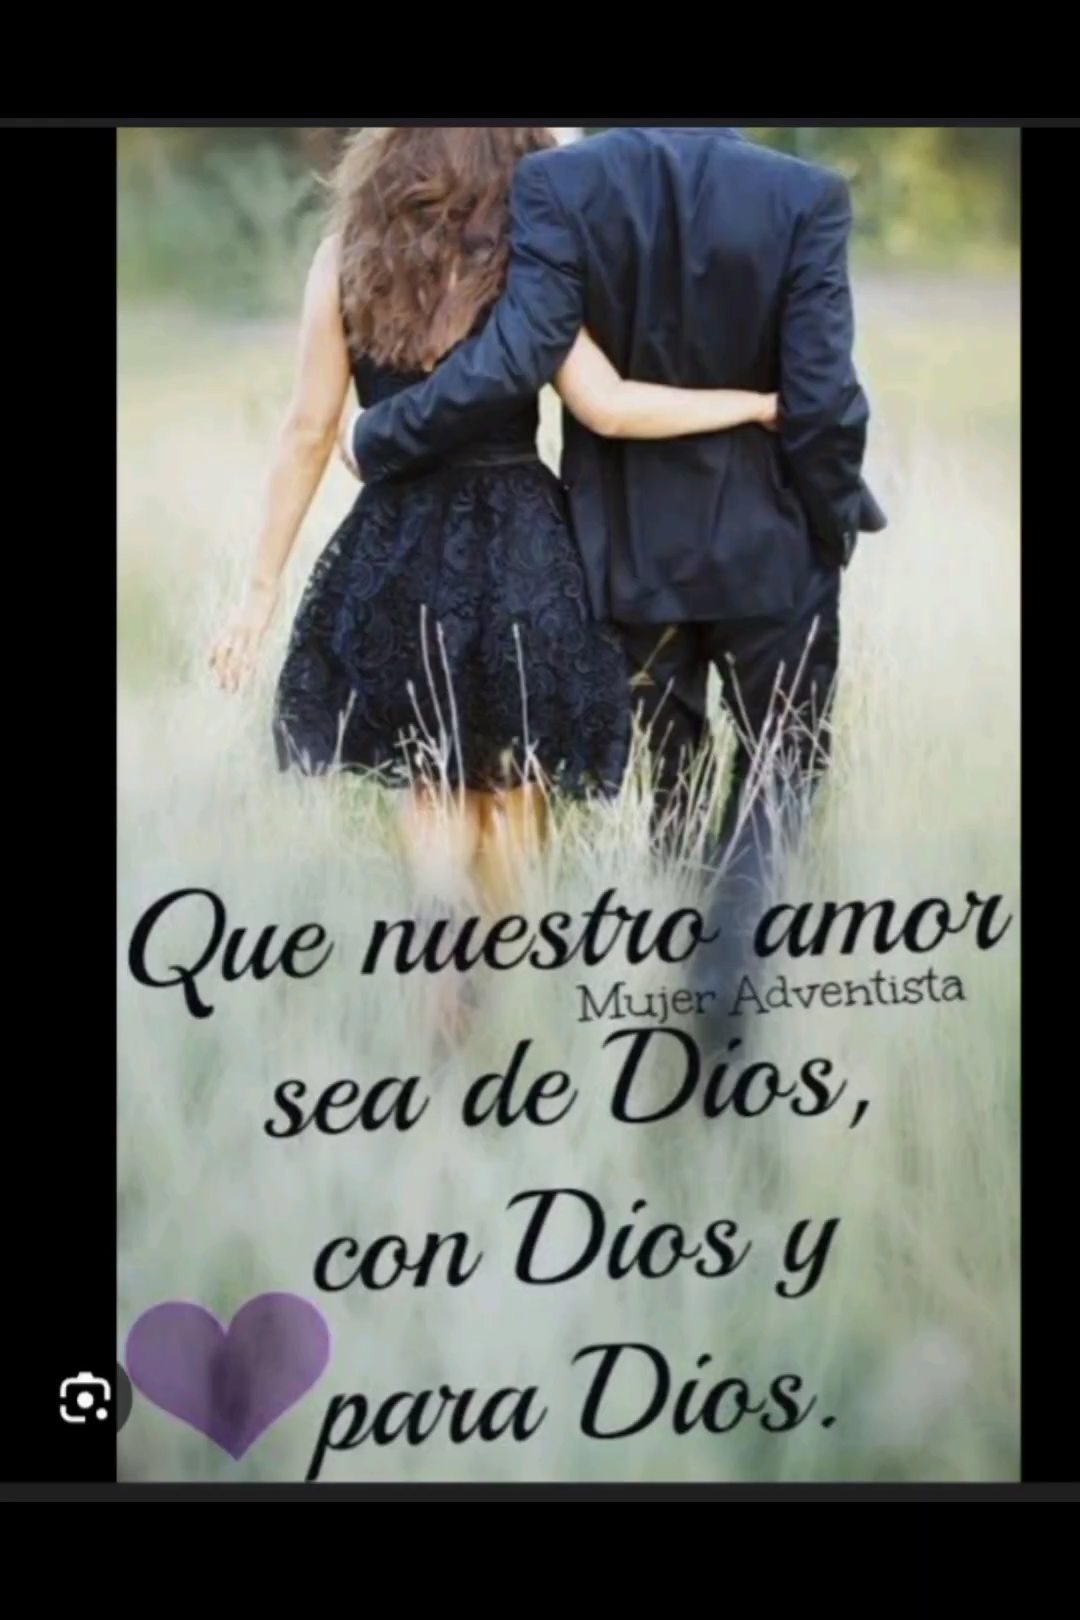 Que nuestro amor
Mujer Adventista
sea de Dios,
con Dios y
para Dios.